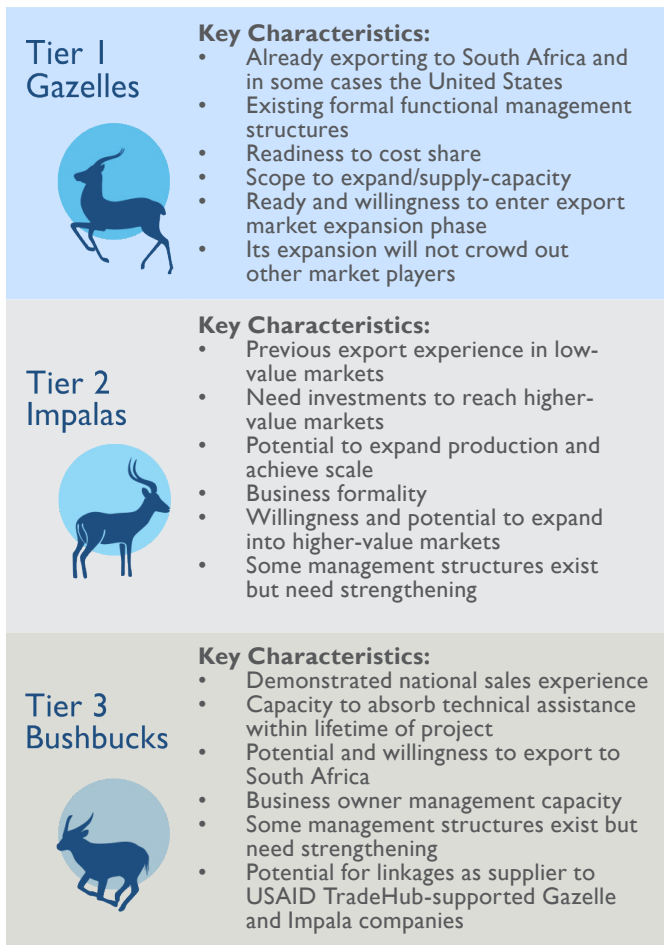 Tier 1
Gazelles
Key Characteristics:
• Already exporting to South Africa and
in some cases the United States
• Existing formal functional management
structures
• Readiness to cost share
• Scope to expand/supply-capacity
• Ready and willingness to enter export
market expansion phase
• Its expansion will not crowd out
other market players
Tier 2
Impalas
Key Characteristics:
• Previous export experience in low-
value markets
• Need investments to reach higher-
value markets
• Potential to expand production and
achieve scale
• Business formality
• Willingness and potential to expand
into higher-value markets
• Some management structures exist
but need strengthening
Tier 3
Bushbucks
Key Characteristics:
• Demonstrated national sales experience
• Capacity to absorb technical assistance
within lifetime of project
• Potential and willingness to export to
South Africa
• Business owner management capacity
• Some management structures exist but
need strengthening
• Potential for linkages as supplier to
USAID TradeHub-supported Gazelle
and Impala companies